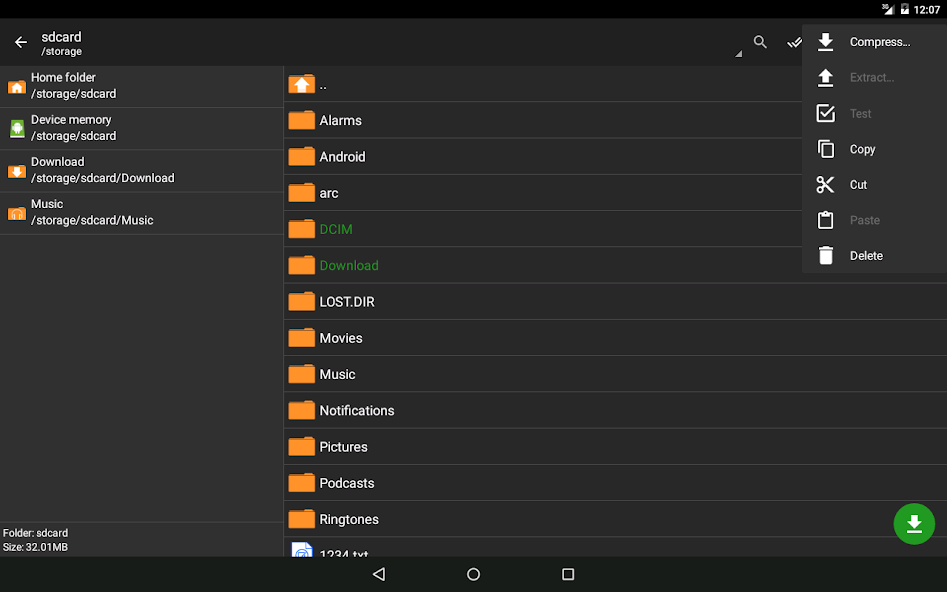 3G 12:07
sdcard
/storage
Home folder
/storage/sdcard
Device memory
/storage/sdcard
Download
/storage/sdcard/Download
Music
/storage/sdcard/Music
Folder: sdcard
Size: 32.01MB
..
Alarms
Android
arc
DCIM
Download
LOST.DIR
Movies
Music
Notifications
Pictures
Podcasts
Ringtones
1234.txt
Compress...
Extract...
Test
Copy
Cut
Paste
Delete